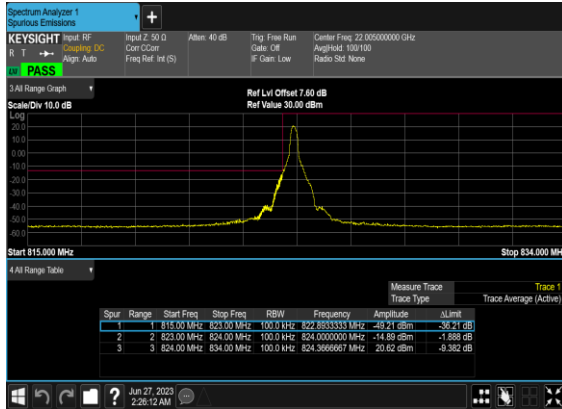 Spectrum Analyzer 1
Spurious Emissions
+
KEYSIGHT Input: RF Input Z: 50 Ω Atten: 40 dB Trig: Free Run Center Freq: 22.005000000 GHz
R T Coupling: DC Corr CCorr Gate: Off Avg|Hold: 100/100
Align: Auto Freq Ref: Int (S) IF Gain: Low Radio Std: None
LXI PASS
3 All Range Graph
Ref Lvl Offset 7.60 dB
Scale/Div 10.0 dB Ref Value 30.00 dBm
Log
20.0
10.0
0.00
-10.0
-20.0
-30.0
-40.0
-50.0
-60.0
Start 815.000 MHz Stop 834.000 MHz
4 All Range Table
Measure Trace Trace 1
Trace Type Trace Average (Active)
Spur Range Start Freq Stop Freq RBW Frequency Amplitude ΔLimit
1 1 815.00 MHz 823.00 MHz 100.0 kHz 822.8933333 MHz -49.21 dBm -36.21 dB
2 2 823.00 MHz 824.00 MHz 100.0 kHz 824.0000000 MHz -14.89 dBm -1.888 dB
3 3 824.00 MHz 834.00 MHz 100.0 kHz 824.3666667 MHz 20.62 dBm -9.382 dB
? Jun 27, 2023
2:26:12 AM